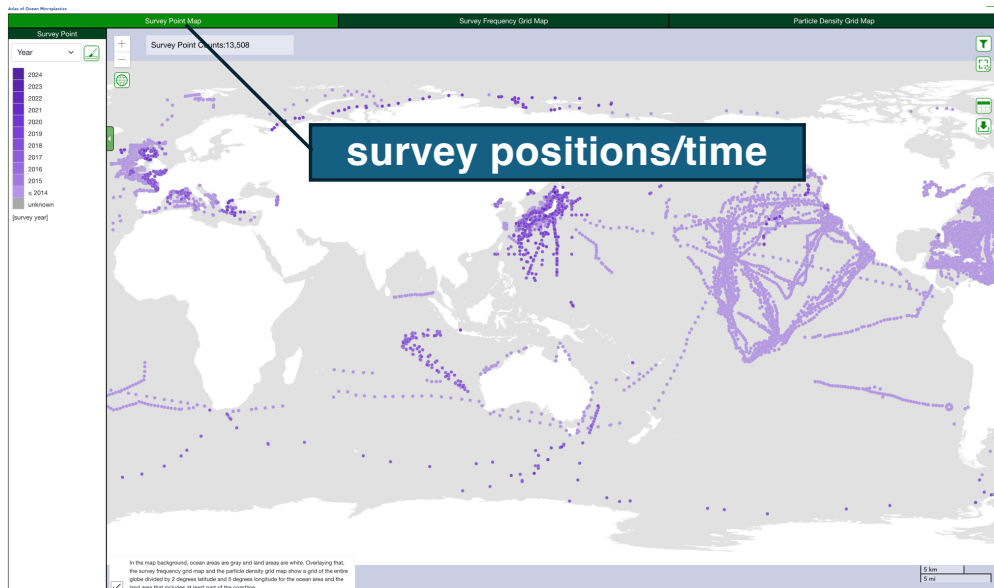 Atlas of Ocean Microplastics
Survey Point Map
Survey Frequency Grid Map
Particle Density Grid Map
Survey Point
Year
Survey Point Counts:13,508
2024
2023
2022
2021
2020
2019
2018
2017
2016
2015
≤ 2014
unknown
[survey year]
survey positions/time
In the map background, ocean areas are gray and land areas are white. Overlaying that,
the survey frequency grid map and the particle density grid map show a grid of the entire
globe divided by 2 degrees latitude and 5 degrees longitude for the ocean area and the
land area that includes at least part of the coastline.
5 km
5 mi